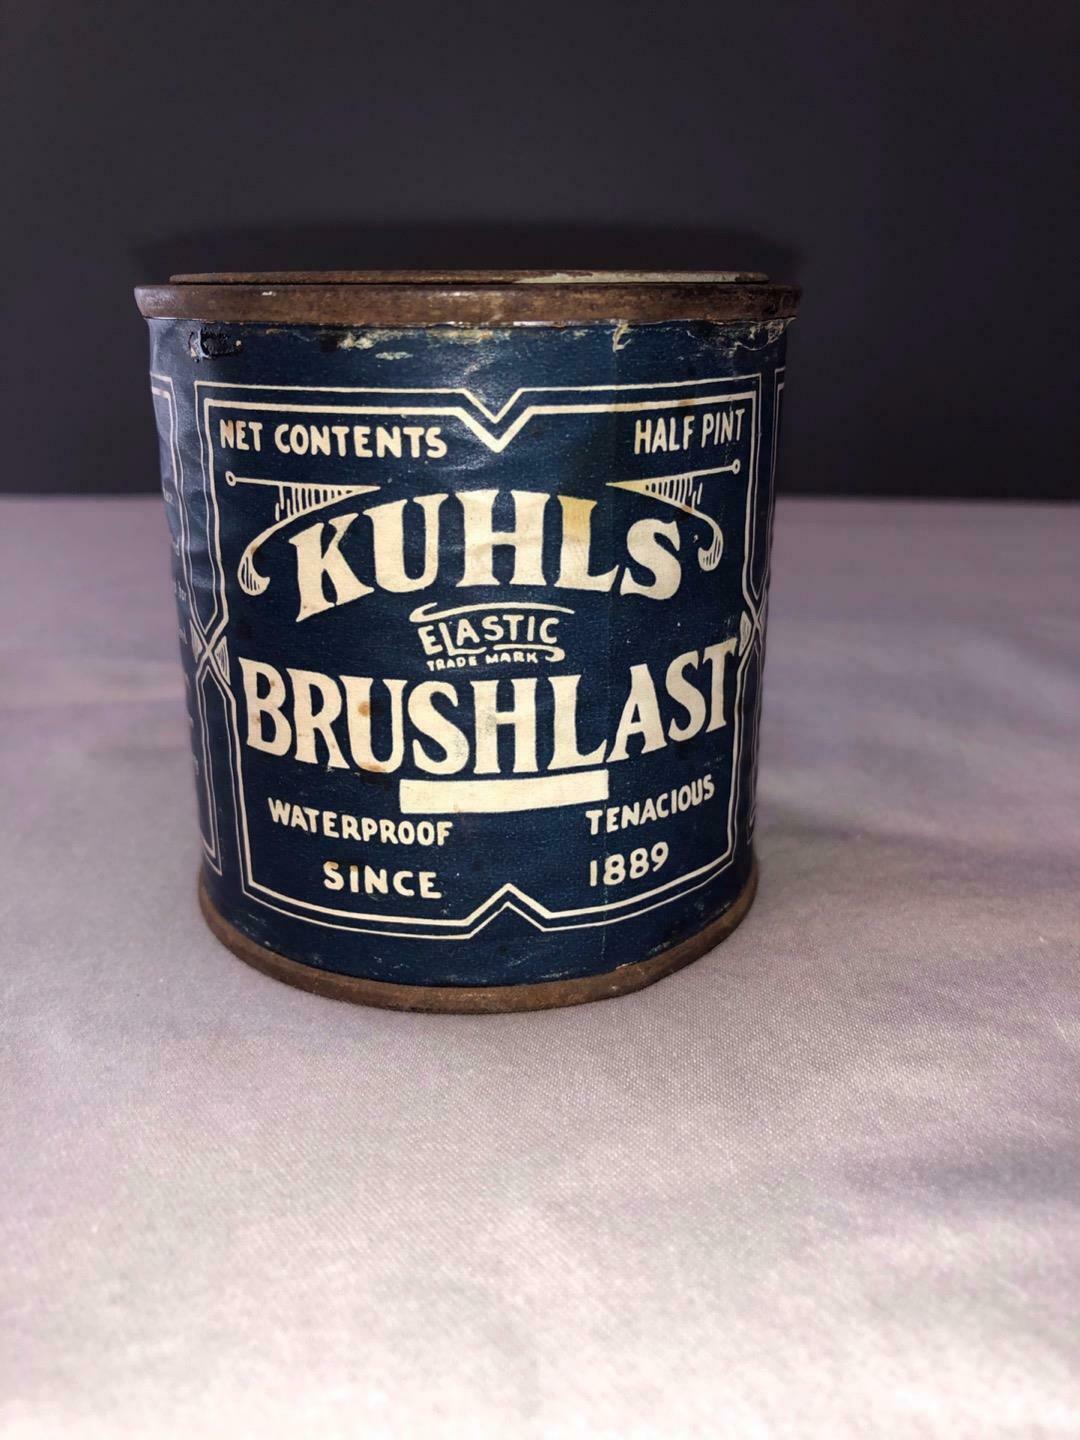 NET CONTENTS HALF PINT
KUHLS
ELASTIC
TRADE MARK
BRUSHLAST
WATERPROOF TENACIOUS
SINCE 1889